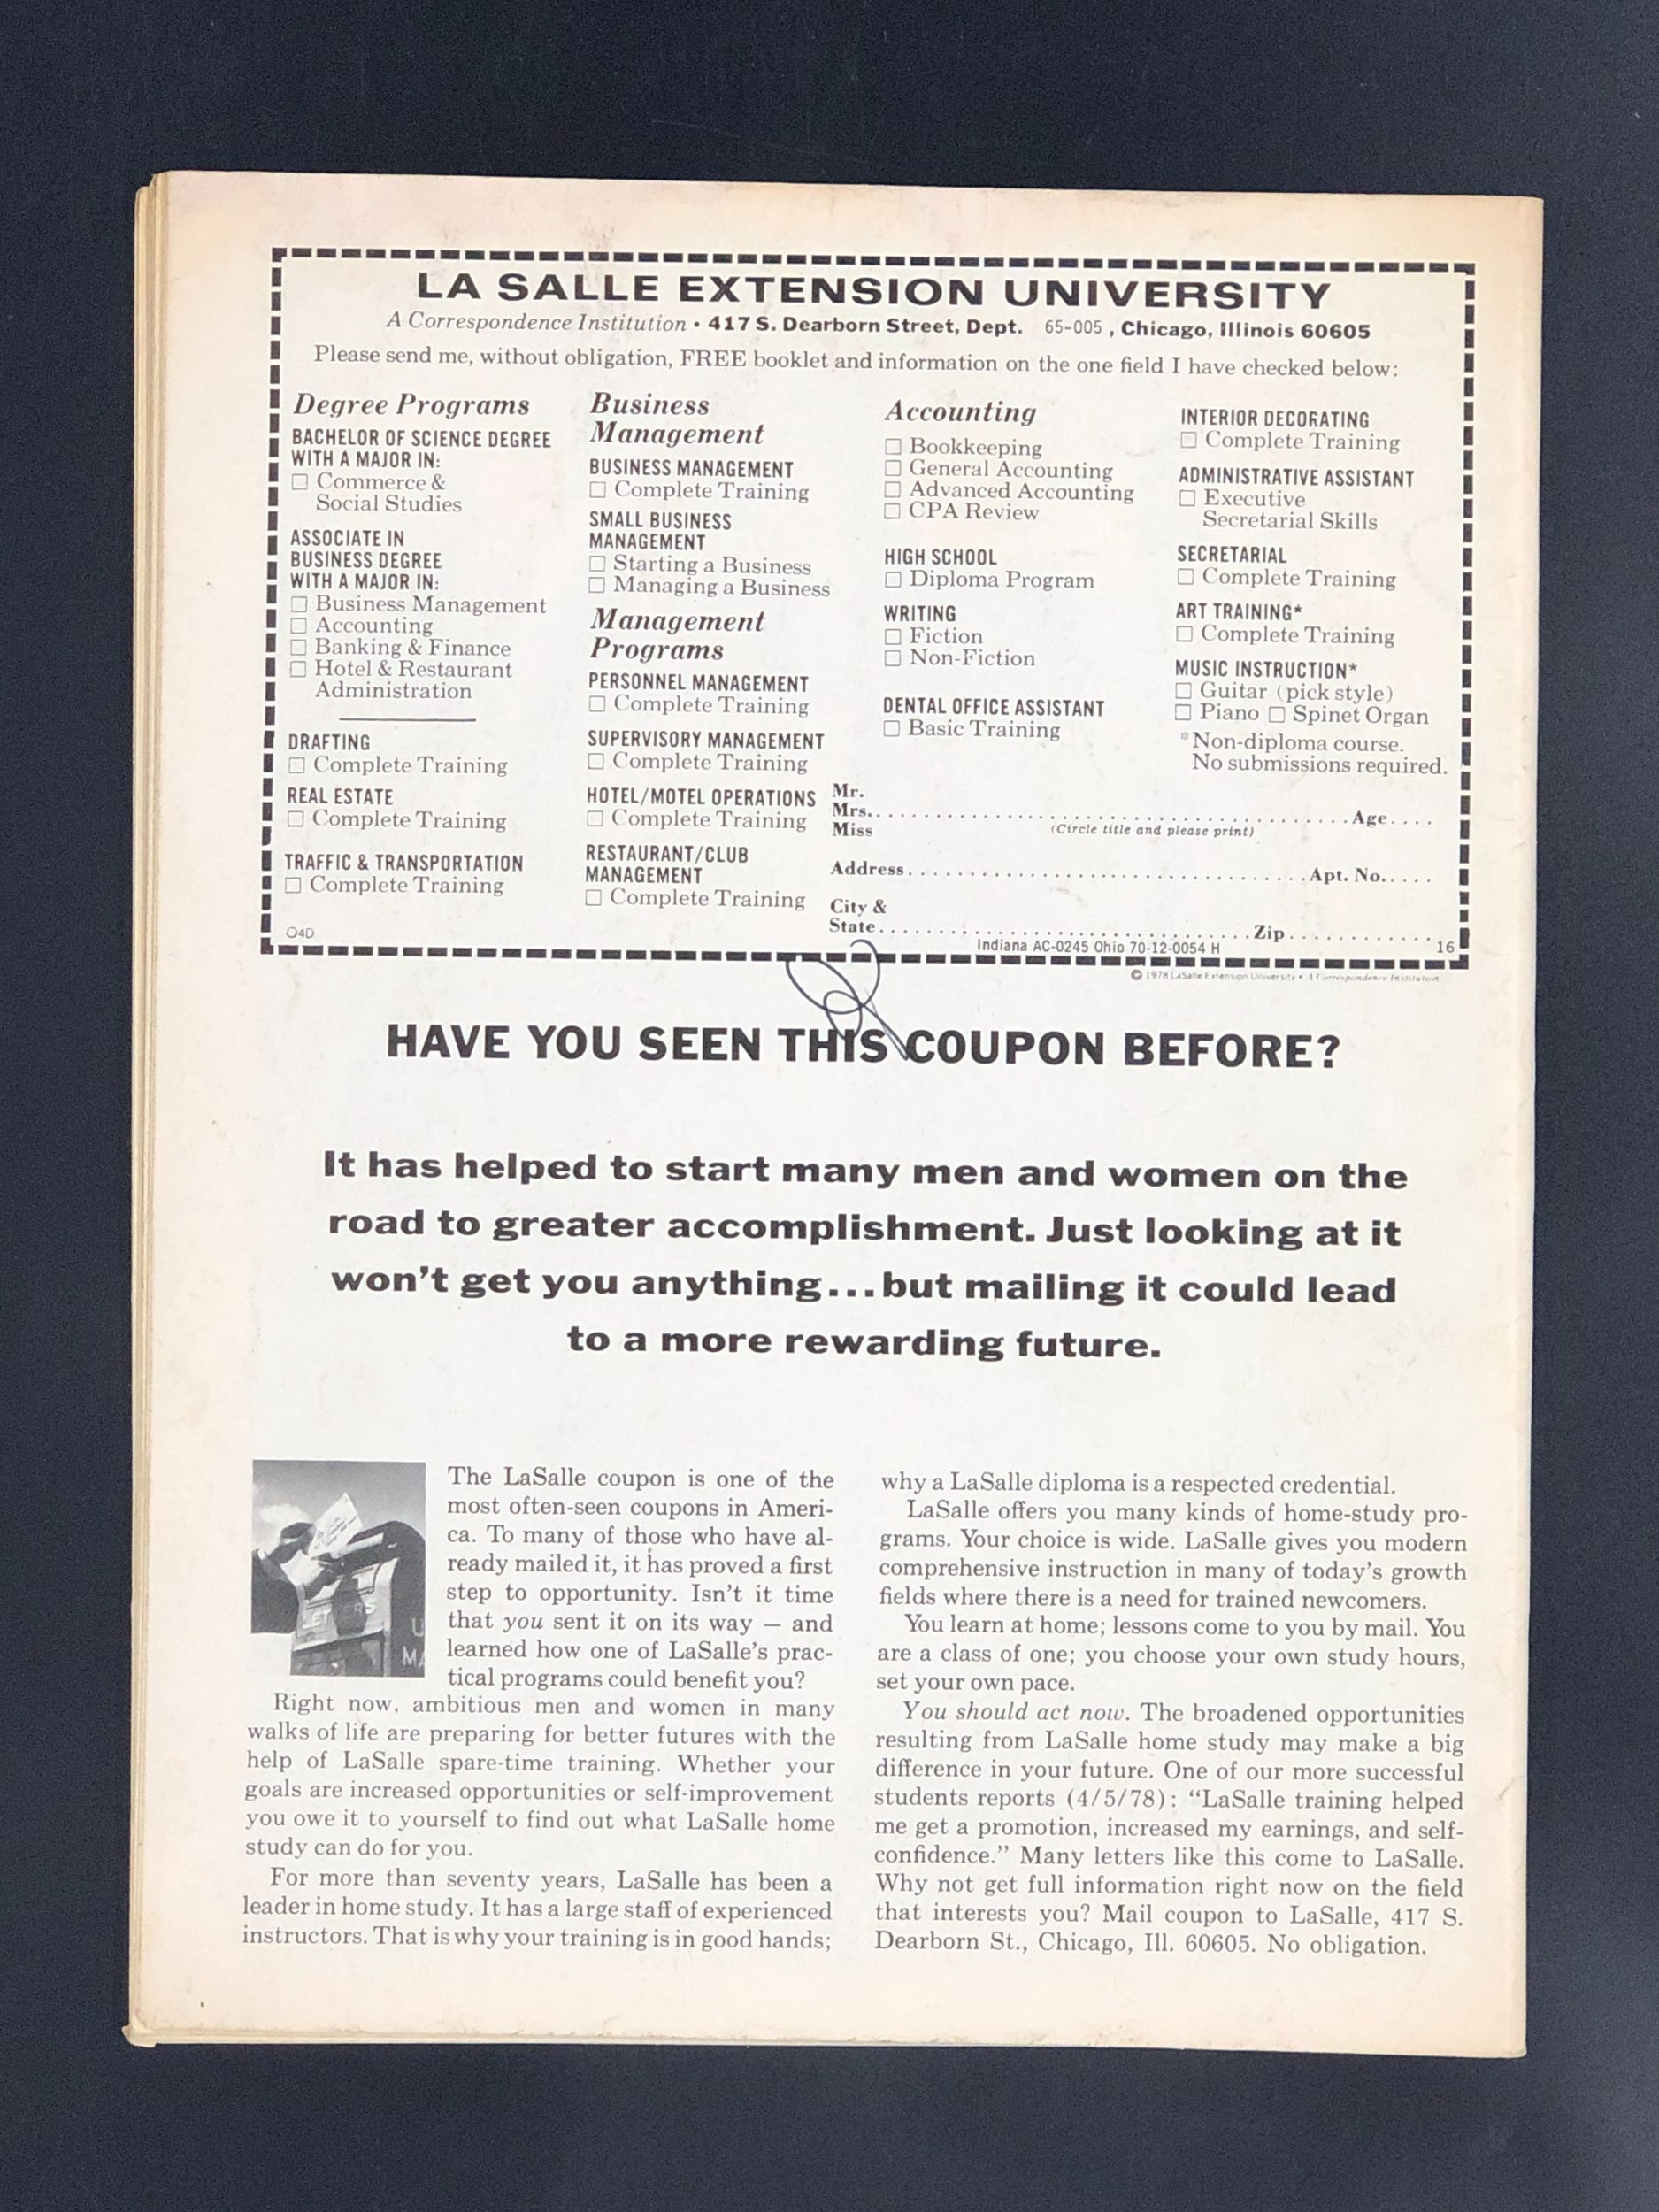 LA SALLE EXTENSION UNIVERSITY
A Correspondence Institution • 417 S. Dearborn Street, Dept. 65-005, Chicago, Illinois 60605
Please send me, without obligation, FREE booklet and information on the one field I have checked below:
Degree Programs
BACHELOR OF SCIENCE DEGREE
WITH A MAJOR IN:
☐ Commerce &
Social Studies
ASSOCIATE IN
BUSINESS DEGREE
WITH A MAJOR IN:
☐ Business Management
☐ Accounting
☐ Banking & Finance
☐ Hotel & Restaurant
Administration
DRAFTING
☐ Complete Training
REAL ESTATE
☐ Complete Training
TRAFFIC & TRANSPORTATION
☐ Complete Training
O4D
Business
Management
BUSINESS MANAGEMENT
☐ Complete Training
SMALL BUSINESS
MANAGEMENT
☐ Starting a Business
☐ Managing a Business
Management
Programs
PERSONNEL MANAGEMENT
☐ Complete Training
SUPERVISORY MANAGEMENT
☐ Complete Training
HOTEL/MOTEL OPERATIONS
☐ Complete Training
RESTAURANT/CLUB
MANAGEMENT
☐ Complete Training
Accounting
☐ Bookkeeping
☐ General Accounting
☐ Advanced Accounting
☐ CPA Review
HIGH SCHOOL
☐ Diploma Program
WRITING
☐ Fiction
☐ Non-Fiction
DENTAL OFFICE ASSISTANT
☐ Basic Training
INTERIOR DECORATING
☐ Complete Training
ADMINISTRATIVE ASSISTANT
☐ Executive
Secretarial Skills
SECRETARIAL
☐ Complete Training
ART TRAINING*
☐ Complete Training
MUSIC INSTRUCTION*
☐ Guitar (pick style)
☐ Piano ☐ Spinet Organ
*Non-diploma course.
No submissions required.
Mr.
Mrs. Age
Miss (Circle title and please print)
Address Apt. No.
City &
State Zip
Indiana AC-0245 Ohio 70-12-0054 H 16
© 1978 LaSalle Extension University • A Correspondence Institution
HAVE YOU SEEN THIS COUPON BEFORE?
It has helped to start many men and women on the
road to greater accomplishment. Just looking at it
won't get you anything...but mailing it could lead
to a more rewarding future.
The LaSalle coupon is one of the
most often-seen coupons in Ameri-
ca. To many of those who have al-
ready mailed it, it has proved a first
step to opportunity. Isn't it time
that you sent it on its way — and
learned how one of LaSalle's prac-
tical programs could benefit you?
Right now, ambitious men and women in many
walks of life are preparing for better futures with the
help of LaSalle spare-time training. Whether your
goals are increased opportunities or self-improvement
you owe it to yourself to find out what LaSalle home
study can do for you.
For more than seventy years, LaSalle has been a
leader in home study. It has a large staff of experienced
instructors. That is why your training is in good hands;
why a LaSalle diploma is a respected credential.
LaSalle offers you many kinds of home-study pro-
grams. Your choice is wide. LaSalle gives you modern
comprehensive instruction in many of today's growth
fields where there is a need for trained newcomers.
You learn at home; lessons come to you by mail. You
are a class of one; you choose your own study hours,
set your own pace.
You should act now. The broadened opportunities
resulting from LaSalle home study may make a big
difference in your future. One of our more successful
students reports (4/5/78): "LaSalle training helped
me get a promotion, increased my earnings, and self-
confidence." Many letters like this come to LaSalle.
Why not get full information right now on the field
that interests you? Mail coupon to LaSalle, 417 S.
Dearborn St., Chicago, Ill. 60605. No obligation.